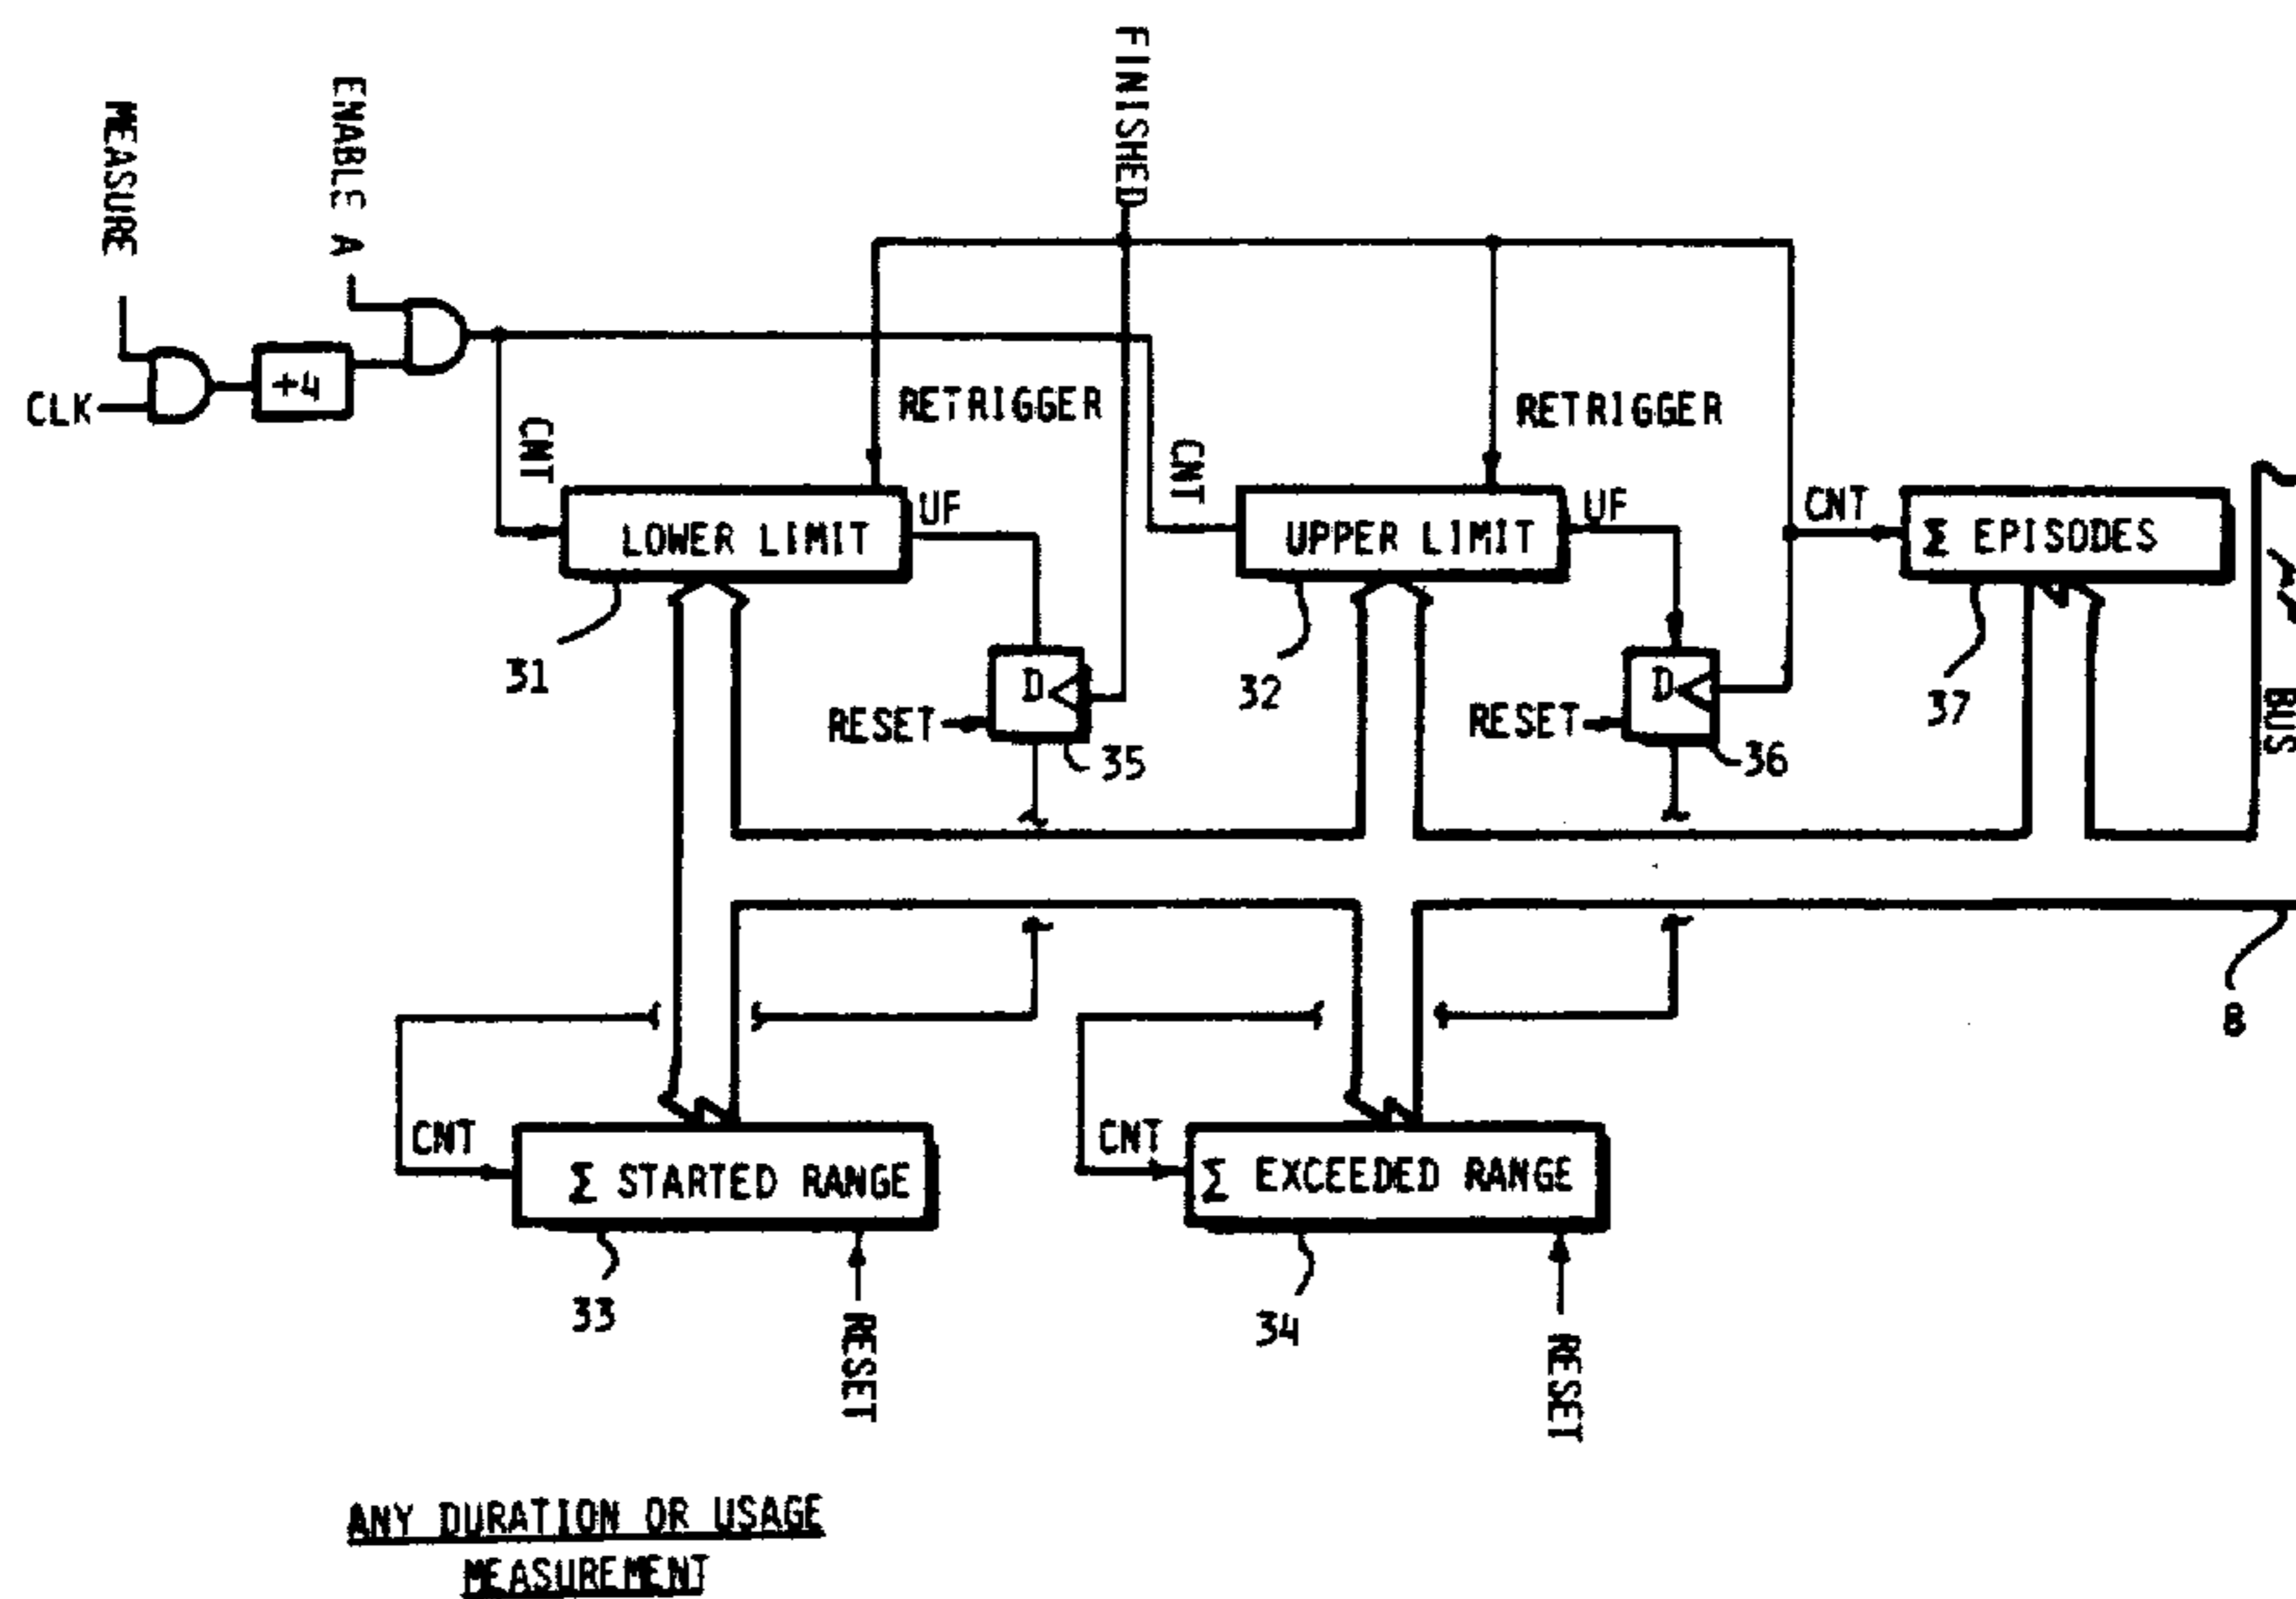 FINISHED
MEASURE
ENABLE A
CLK
+4
CNT
RETRIGGER
CNT
RETRIGGER
LOWER LIMIT
UF
UPPER LIMIT
UF
CNT
Σ EPISODES
31
D
RESET
35
32
D
RESET
36
37
BUS
8
CNT
Σ STARTED RANGE
CNT
Σ EXCEEDED RANGE
33
RESET
34
RESET
ANY DURATION OR USAGE
MEASUREMENT